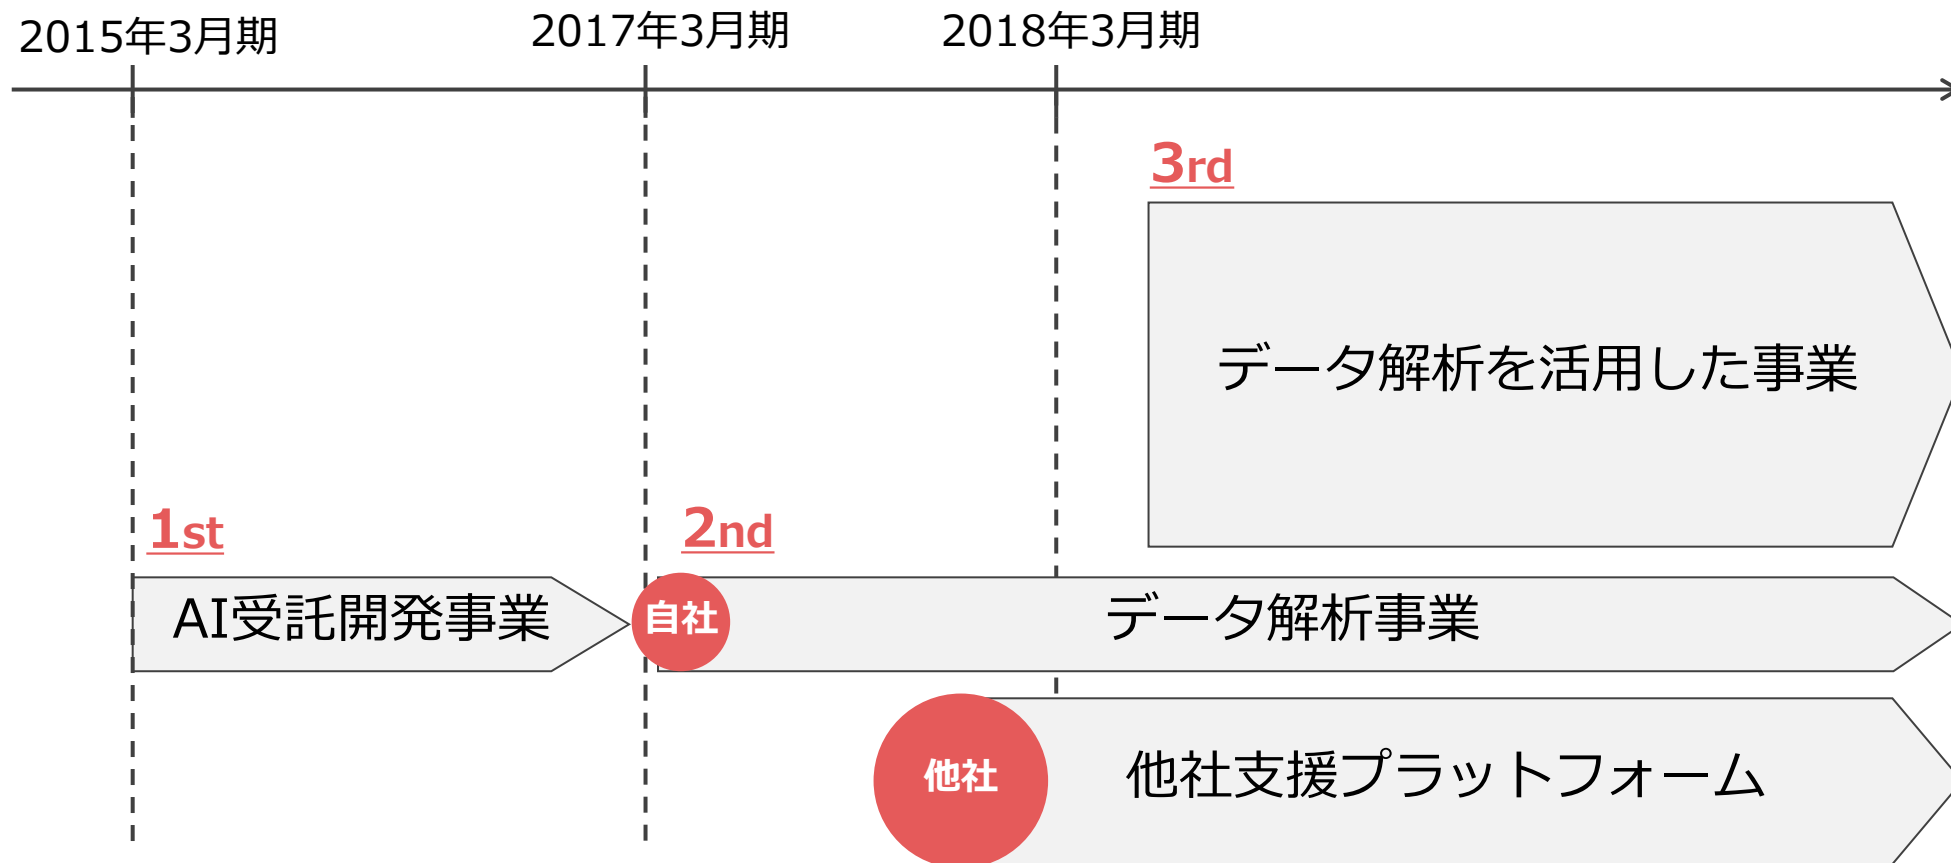 2015年3月期
2017年3月期
2018年3月期
3rd
データ解析を活用した事業
1st
2nd
AI受託開発事業
自社
データ解析事業
他社
他社支援プラットフォーム